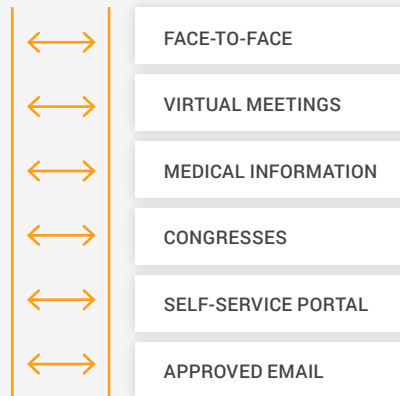 FACE-TO-FACE
VIRTUAL MEETINGS
MEDICAL INFORMATION
CONGRESSES
SELF-SERVICE PORTAL
APPROVED EMAIL